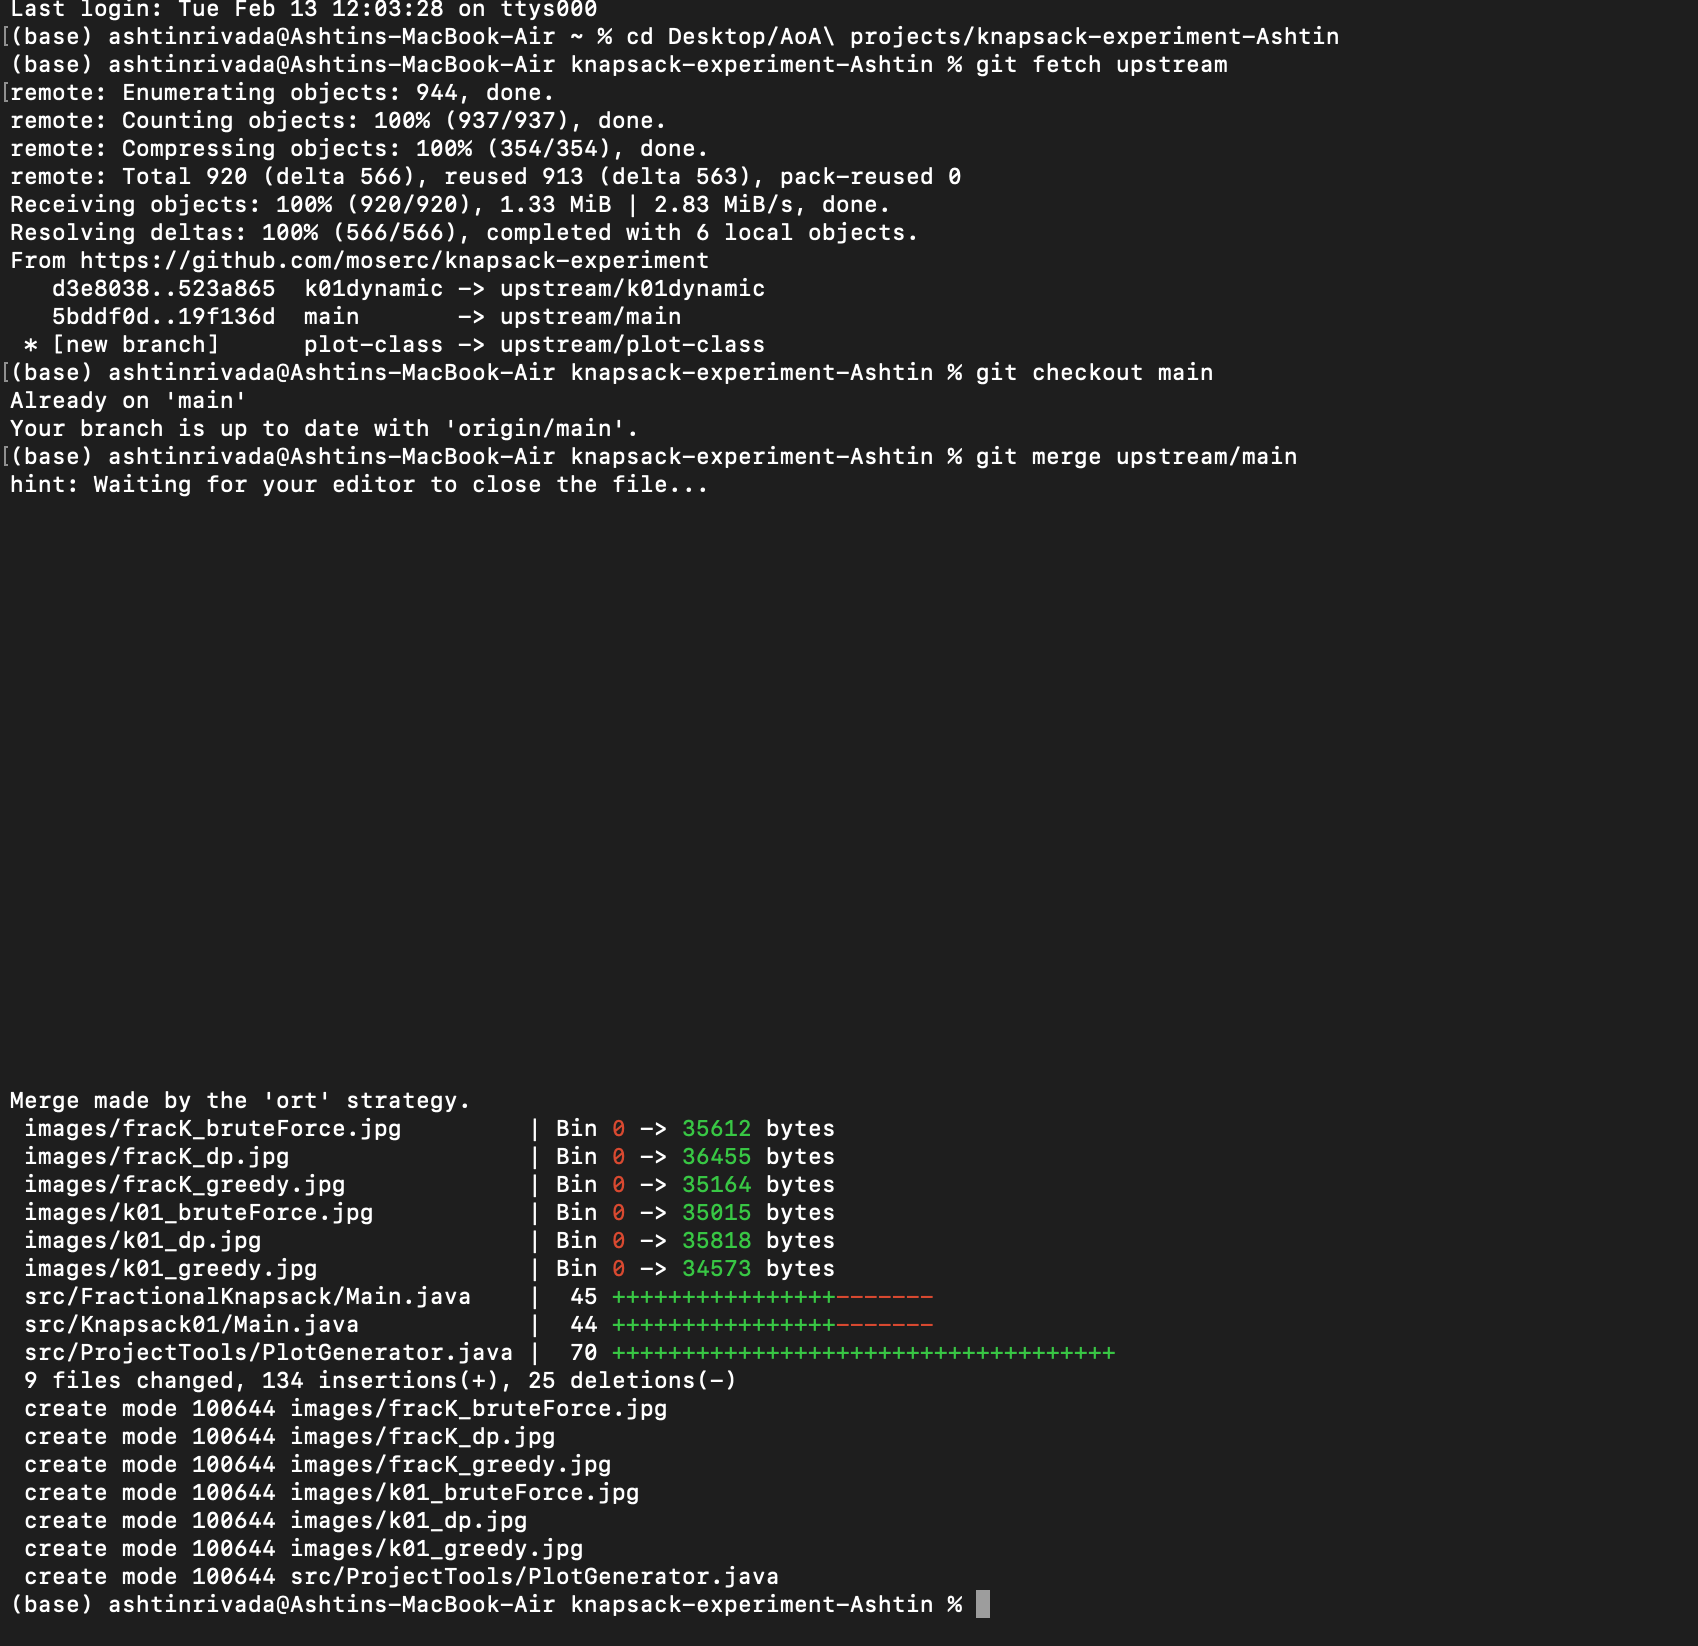 Last login: Tue Feb 13 12:03:28 on ttys000
[(base) ashtinrivada@Ashtins-MacBook-Air ~ % cd Desktop/AoA\ projects/knapsack-experiment-Ashtin
(base) ashtinrivada@Ashtins-MacBook-Air knapsack-experiment-Ashtin % git fetch upstream
[remote: Enumerating objects: 944, done.
remote: Counting objects: 100% (937/937), done.
remote: Compressing objects: 100% (354/354), done.
remote: Total 920 (delta 566), reused 913 (delta 563), pack-reused 0
Receiving objects: 100% (920/920), 1.33 MiB | 2.83 MiB/s, done.
Resolving deltas: 100% (566/566), completed with 6 local objects.
From https://github.com/moserc/knapsack-experiment
   d3e8038..523a865  k01dynamic -> upstream/k01dynamic
   5bddf0d..19f136d  main       -> upstream/main
 * [new branch]      plot-class -> upstream/plot-class
[(base) ashtinrivada@Ashtins-MacBook-Air knapsack-experiment-Ashtin % git checkout main
Already on 'main'
Your branch is up to date with 'origin/main'.
[(base) ashtinrivada@Ashtins-MacBook-Air knapsack-experiment-Ashtin % git merge upstream/main
hint: Waiting for your editor to close the file...
Merge made by the 'ort' strategy.
 images/fracK_bruteForce.jpg         | Bin 0 -> 35612 bytes
 images/fracK_dp.jpg                 | Bin 0 -> 36455 bytes
 images/fracK_greedy.jpg             | Bin 0 -> 35164 bytes
 images/k01_bruteForce.jpg           | Bin 0 -> 35015 bytes
 images/k01_dp.jpg                   | Bin 0 -> 35818 bytes
 images/k01_greedy.jpg               | Bin 0 -> 34573 bytes
 src/FractionalKnapsack/Main.java    |  45 ++++++++++++++++-------
 src/Knapsack01/Main.java            |  44 ++++++++++++++++-------
 src/ProjectTools/PlotGenerator.java |  70 ++++++++++++++++++++++++++++++++++++
 9 files changed, 134 insertions(+), 25 deletions(-)
 create mode 100644 images/fracK_bruteForce.jpg
 create mode 100644 images/fracK_dp.jpg
 create mode 100644 images/fracK_greedy.jpg
 create mode 100644 images/k01_bruteForce.jpg
 create mode 100644 images/k01_dp.jpg
 create mode 100644 images/k01_greedy.jpg
 create mode 100644 src/ProjectTools/PlotGenerator.java
(base) ashtinrivada@Ashtins-MacBook-Air knapsack-experiment-Ashtin %